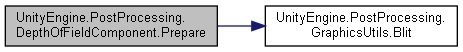 UnityEngine.PostProcessing.
DepthOfFieldComponent.Prepare
UnityEngine.PostProcessing.
GraphicsUtils.Blit